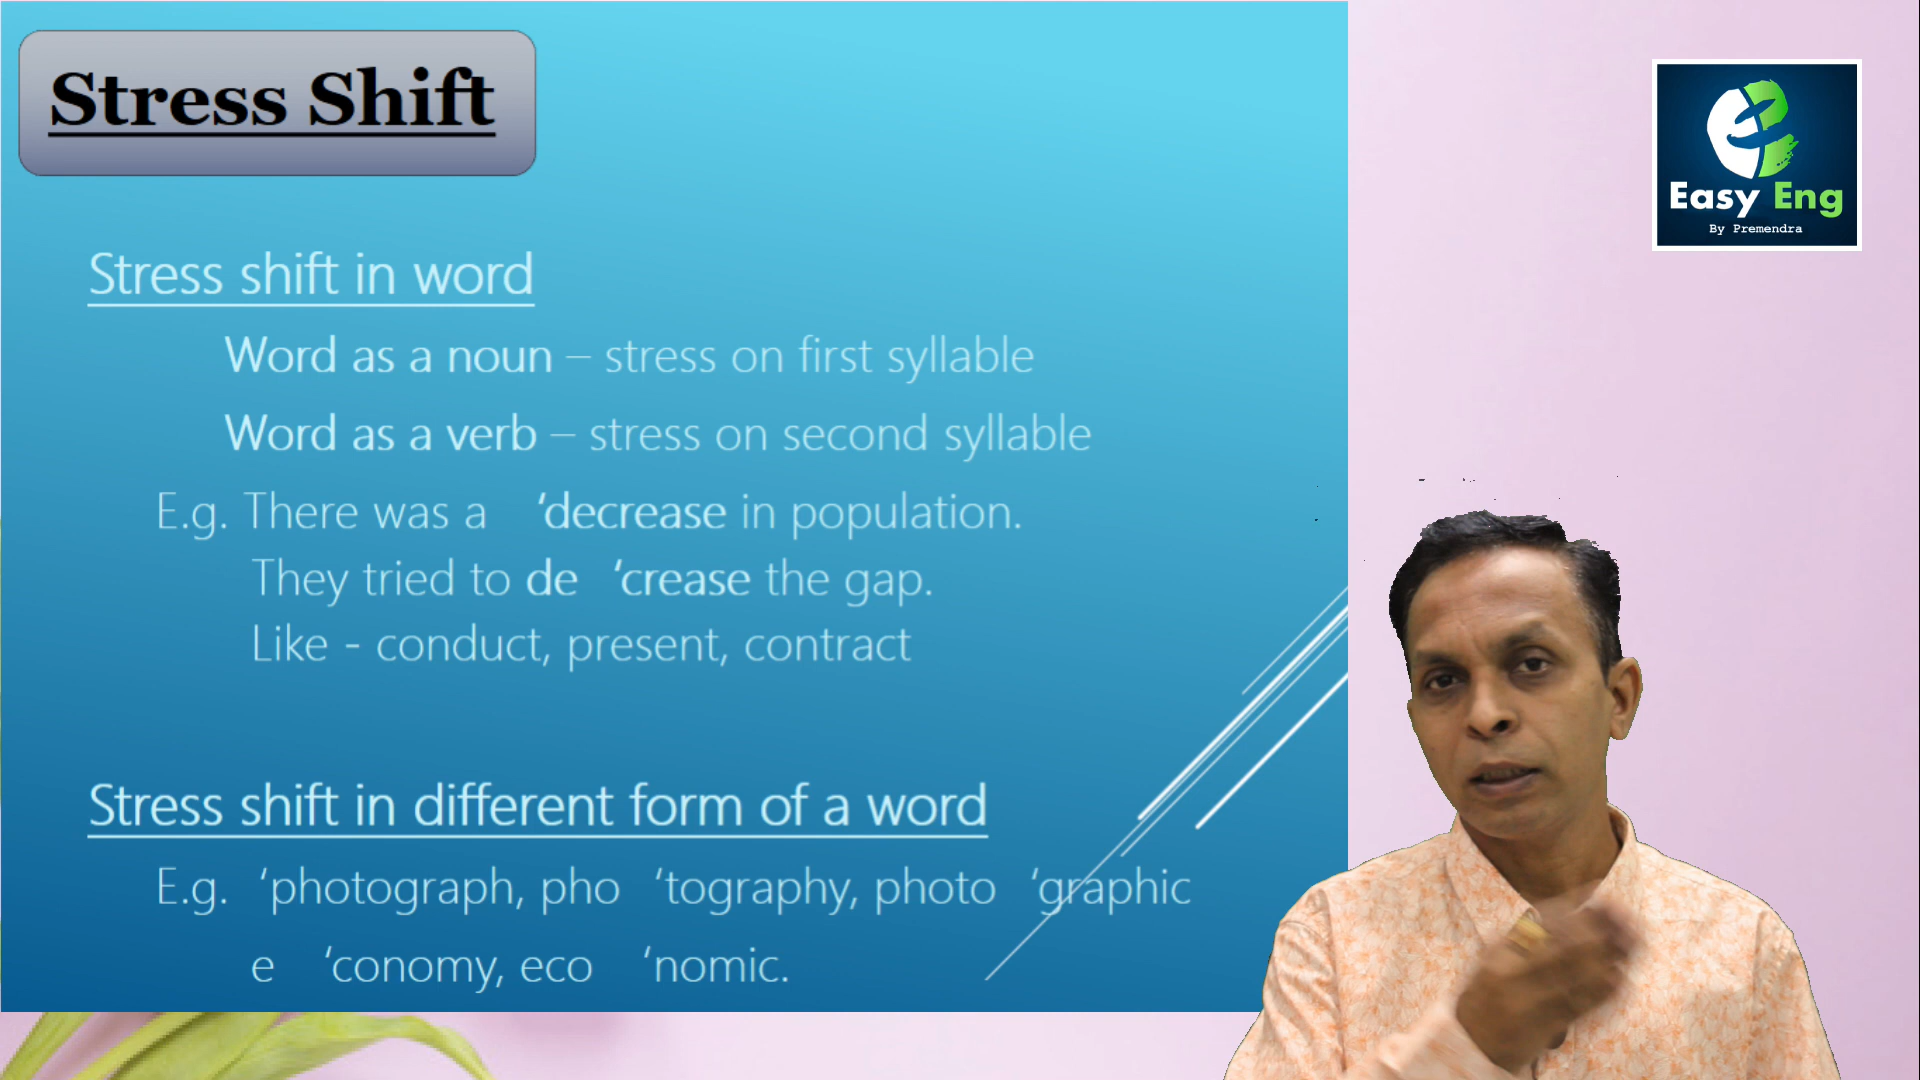 Stress Shift
Stress shift in word
Word as a noun – stress on first syllable
Word as a verb – stress on second syllable
E.g. There was a ‘decrease in population.
They tried to de ‘crease the gap.
Like - conduct, present, contract
Stress shift in different form of a word
E.g. ‘photograph, pho ‘tography, photo ‘graphic
e ‘conomy, eco ‘nomic.
Easy Eng
By Premendra